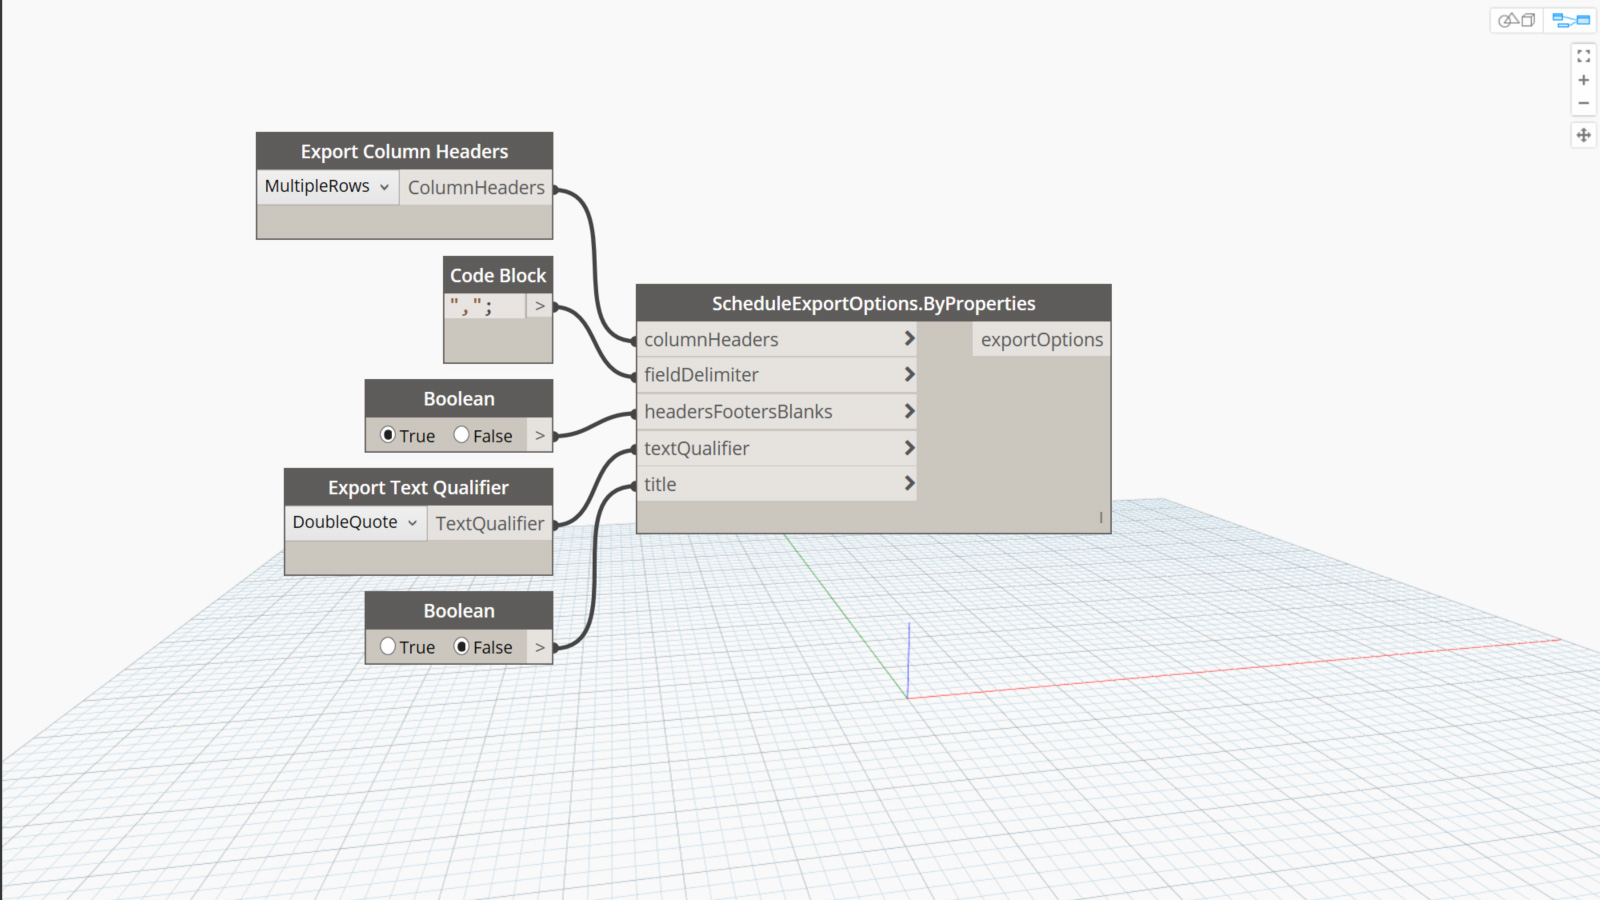 Export Column Headers
MultipleRows ColumnHeaders
Code Block
","; >
Boolean
True False >
Export Text Qualifier
DoubleQuote TextQualifier
Boolean
True False >
ScheduleExportOptions.ByProperties
columnHeaders exportOptions
fieldDelimiter
headersFootersBlanks
textQualifier
title